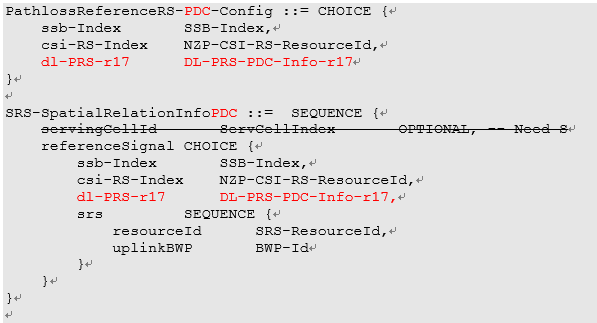 PathlossReferenceRS-PDC-Config ::= CHOICE {
    ssb-Index       SSB-Index,
    csi-RS-Index    NZP-CSI-RS-ResourceId,
    dl-PRS-r17      DL-PRS-PDC-Info-r17
}

SRS-SpatialRelationInfoPDC ::=  SEQUENCE {
    servingCellId       ServCellIndex       OPTIONAL, -- Need S
    referenceSignal CHOICE {
        ssb-Index       SSB-Index,
        csi-RS-Index    NZP-CSI-RS-ResourceId,
        dl-PRS-r17      DL-PRS-PDC-Info-r17,
        srs         SEQUENCE {
            resourceId      SRS-ResourceId,
            uplinkBWP       BWP-Id
        }
    }
}